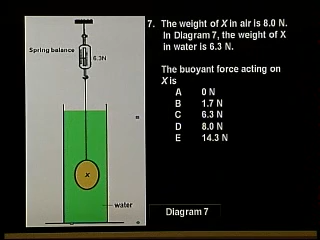 7. The weight of X in air is 8.0 N.
In Diagram 7, the weight of X
in water is 6.3 N.
Spring balance
6.3N
The buoyant force acting on
X is
A 0 N
B 1.7 N
C 6.3 N
D 8.0 N
E 14.3 N
X
water
Diagram 7